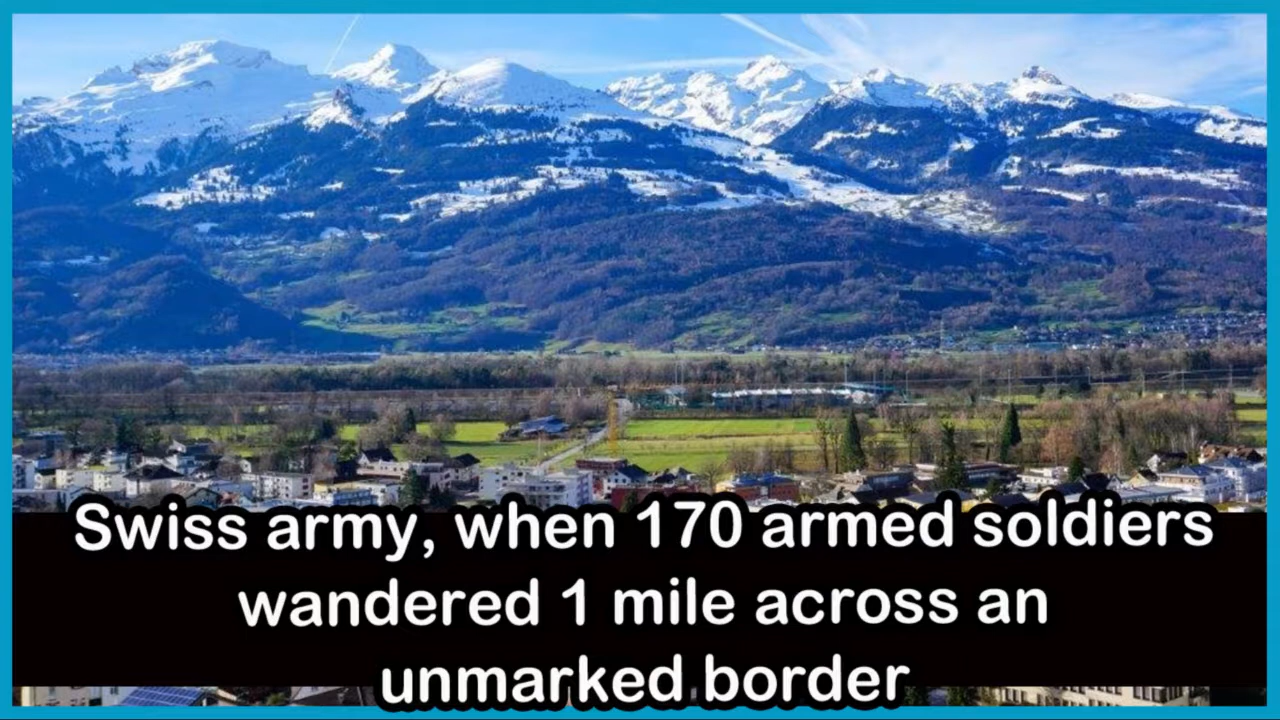 Swiss army, when 170 armed soldiers
wandered 1 mile across an
unmarked border